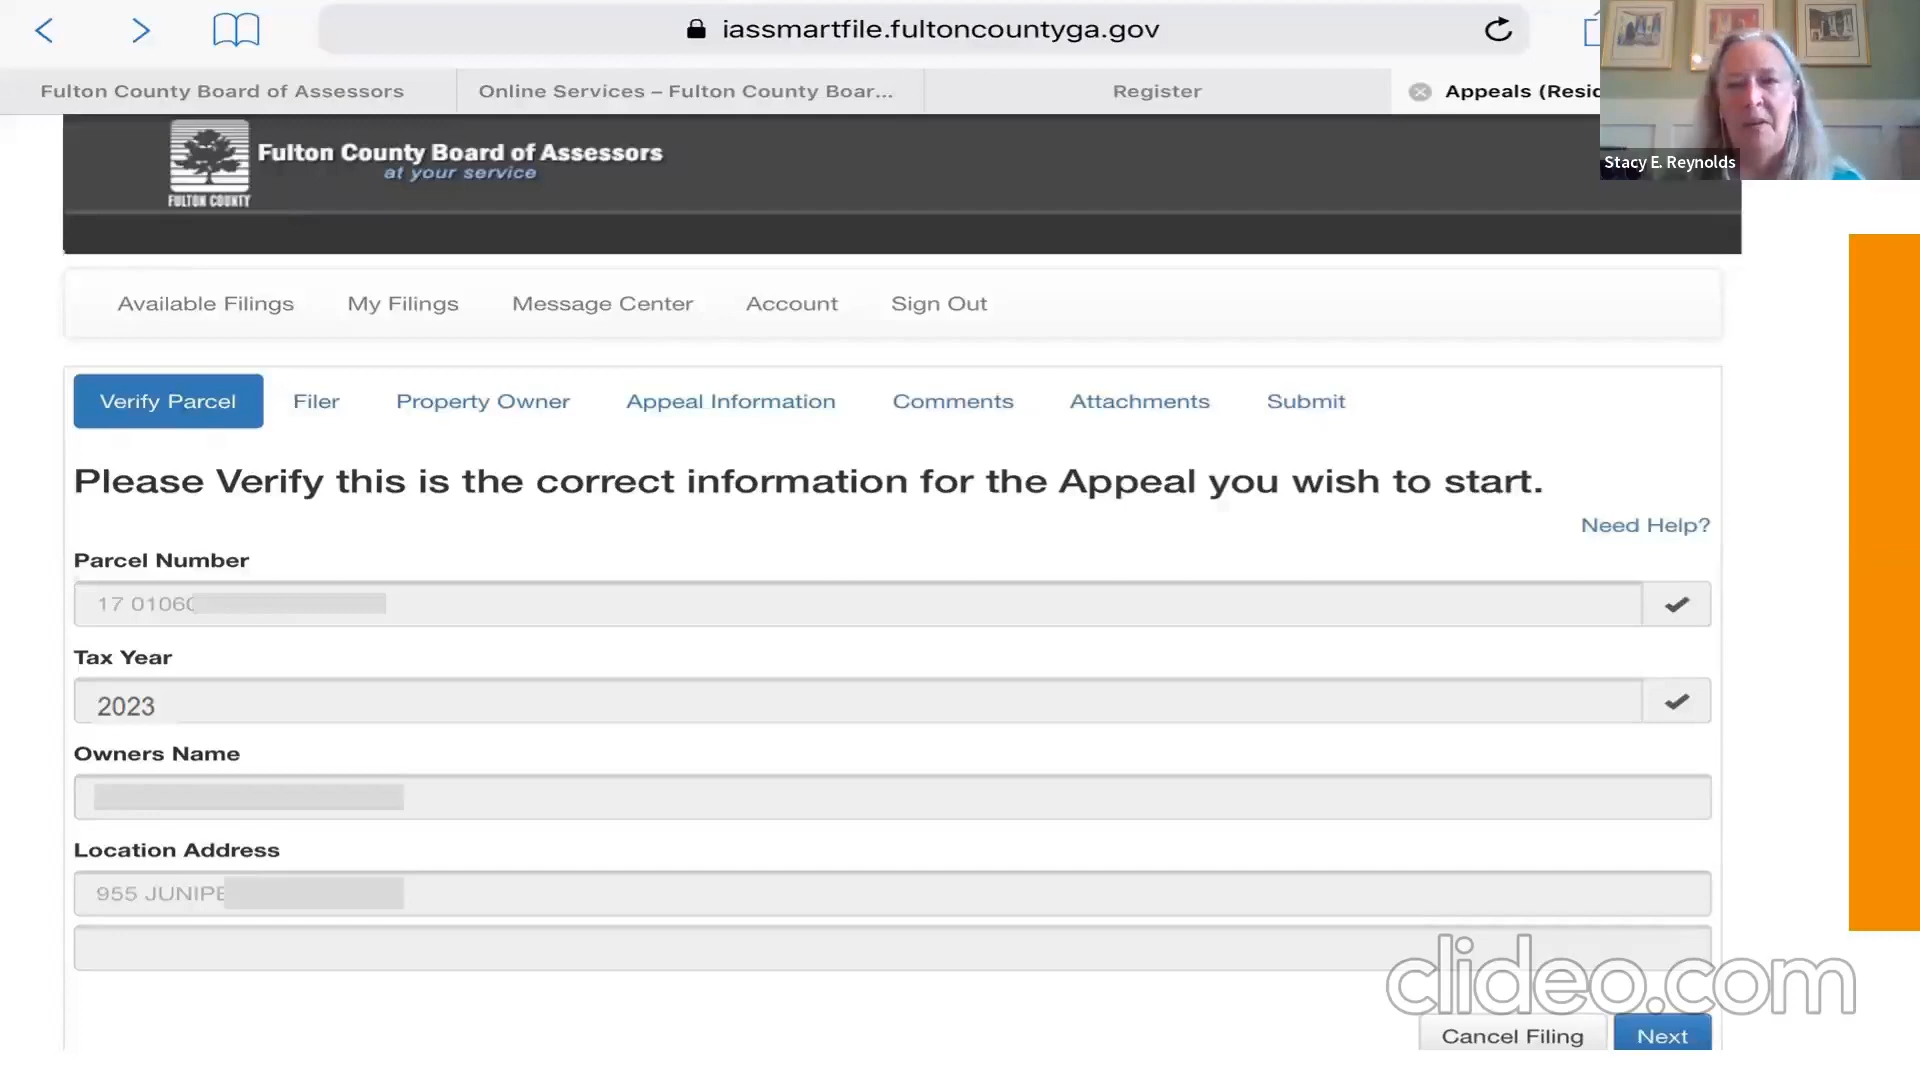 iassmartfile.fultoncountyga.gov
Fulton County Board of Assessors
Online Services – Fulton County Boar...
Register
Appeals (Resid
Stacy E. Reynolds
Fulton County Board of Assessors
at your service
FULTON COUNTY
Available Filings
My Filings
Message Center
Account
Sign Out
Verify Parcel
Filer
Property Owner
Appeal Information
Comments
Attachments
Submit
Please Verify this is the correct information for the Appeal you wish to start.
Need Help?
Parcel Number
17 0106
Tax Year
2023
Owners Name
Location Address
955 JUNIPE
clideo.com
Cancel Filing
Next